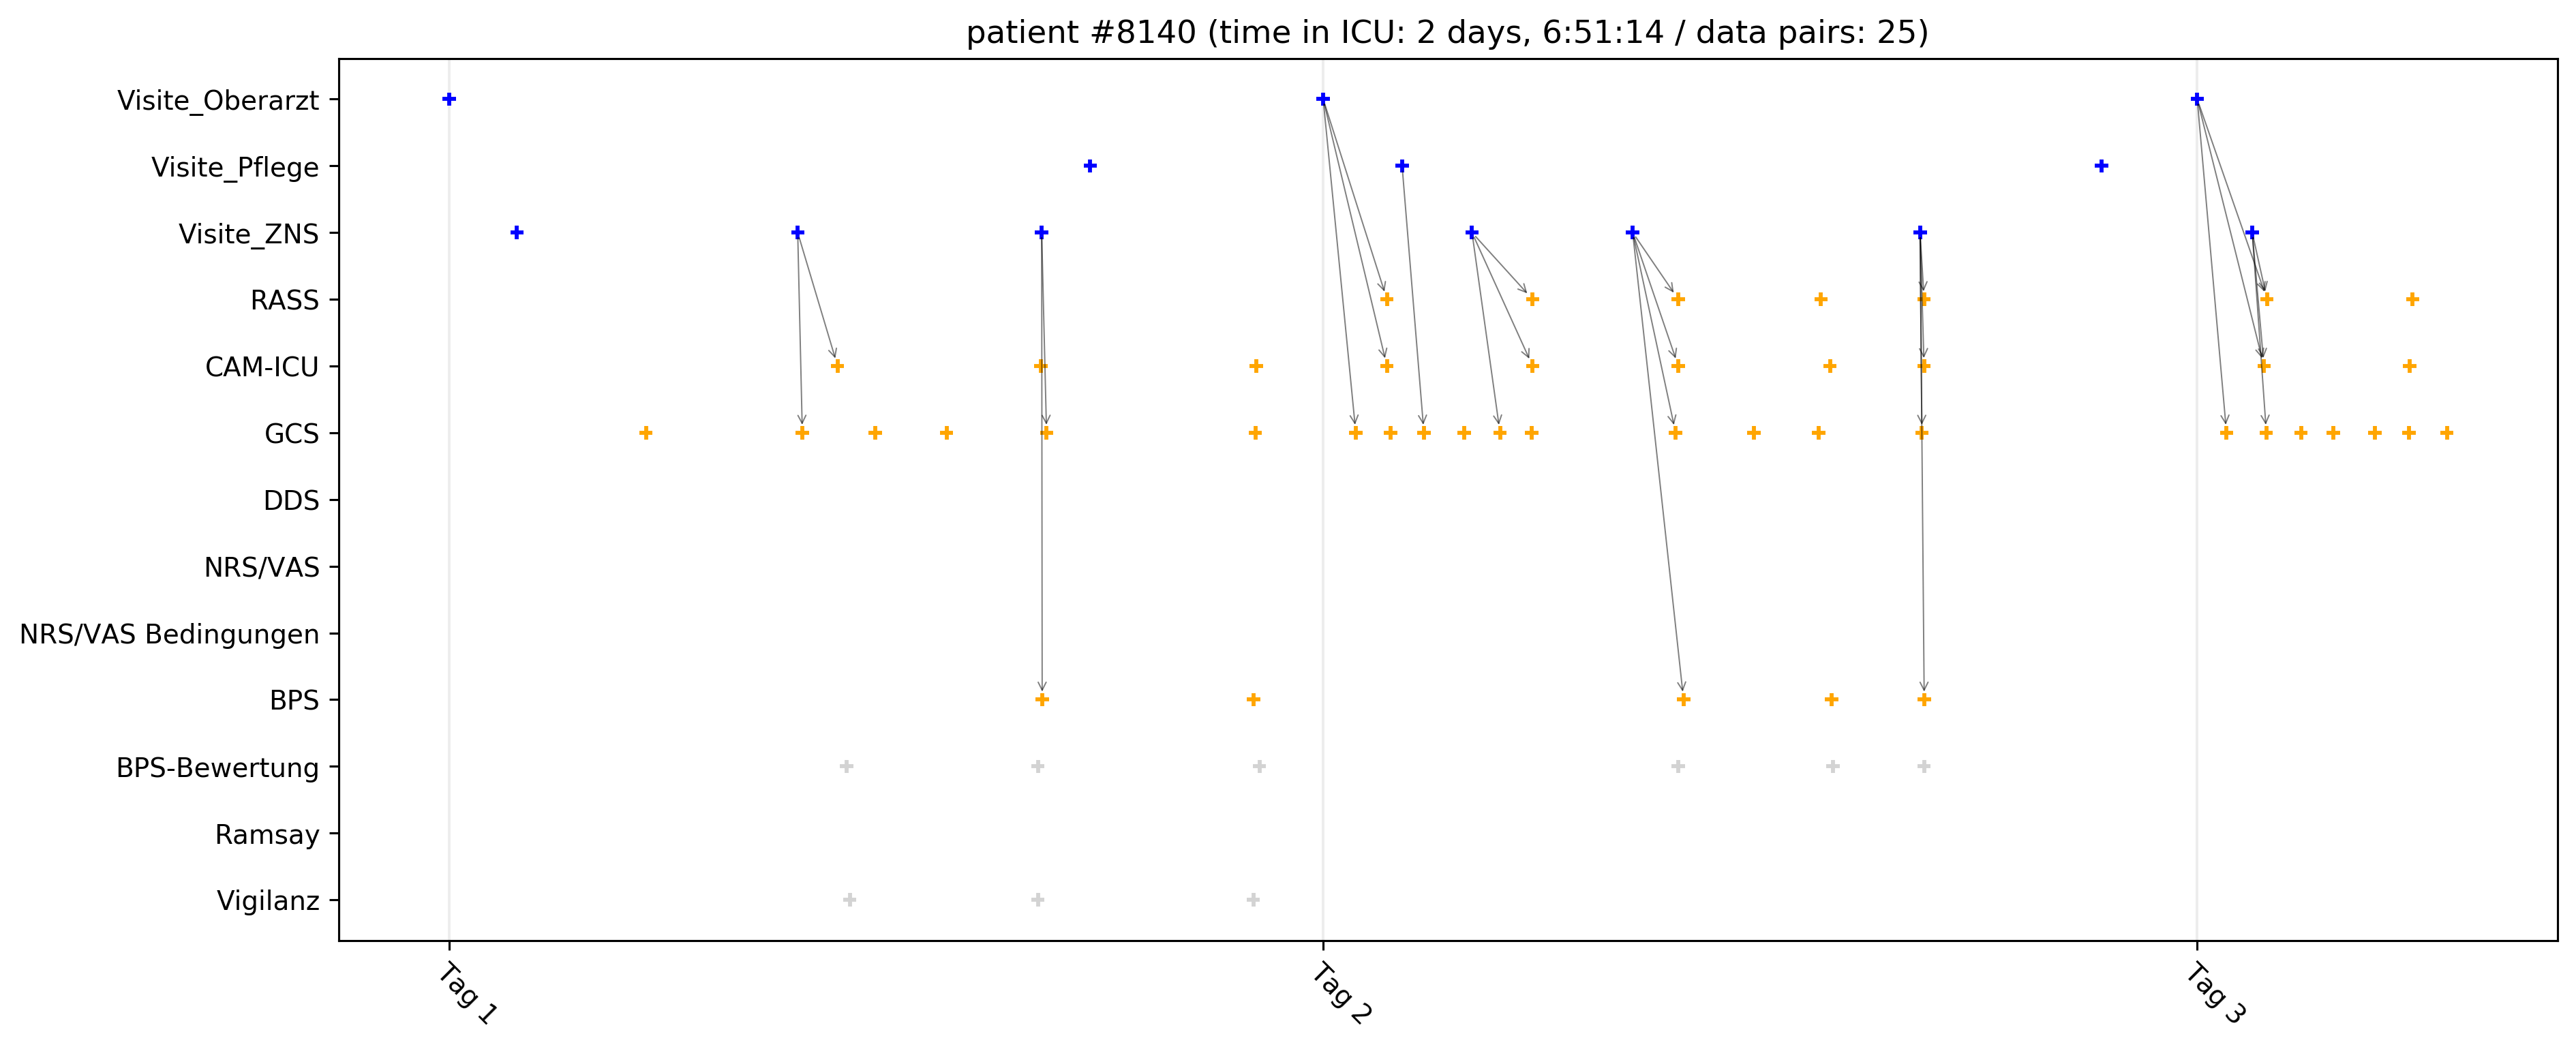 patient #8140 (time in ICU: 2 days, 6:51:14 / data pairs: 25)
Visite_Oberarzt
Visite_Pflege
Visite_ZNS
RASS
CAM-ICU
GCS
DDS
NRS/VAS
NRS/VAS Bedingungen
BPS
BPS-Bewertung
Ramsay
Vigilanz
Tag 1
Tag 2
Tag 3